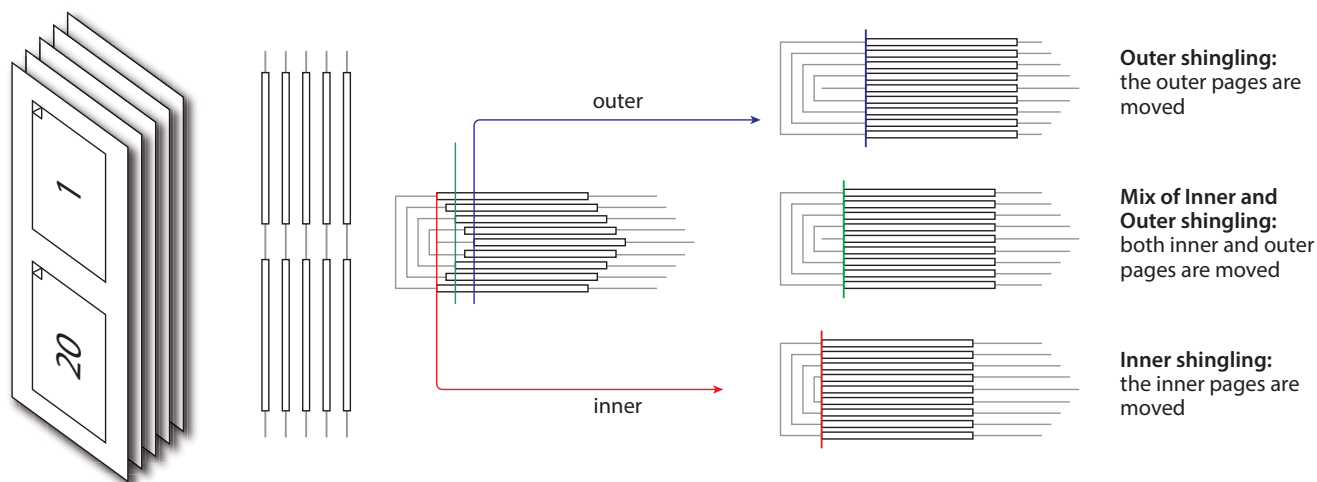 1
20
outer
inner
Outer shingling:
the outer pages are
moved
Mix of Inner and
Outer shingling:
both inner and outer
pages are moved
Inner shingling:
the inner pages are
moved